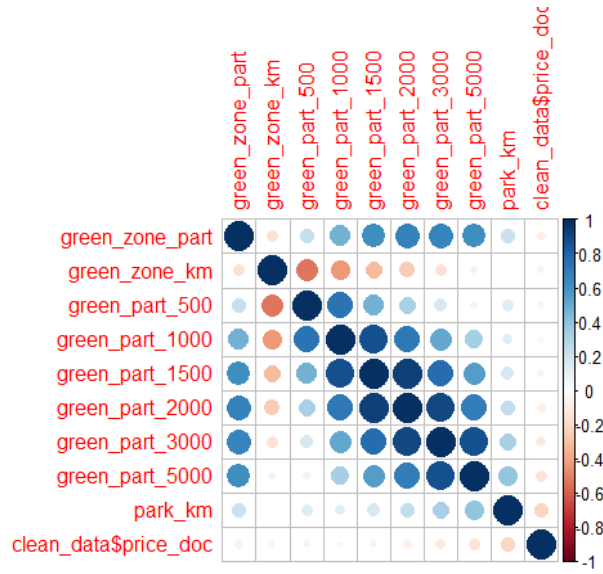 green_zone_part
green_zone_km
green_part_500
green_part_1000
green_part_1500
green_part_2000
green_part_3000
green_part_5000
park_km
clean_data$price_doc
green_zone_part
green_zone_km
green_part_500
green_part_1000
green_part_1500
green_part_2000
green_part_3000
green_part_5000
park_km
clean_data$price_doc
1
0.8
0.6
0.4
0.2
0
-0.2
-0.4
-0.6
-0.8
-1